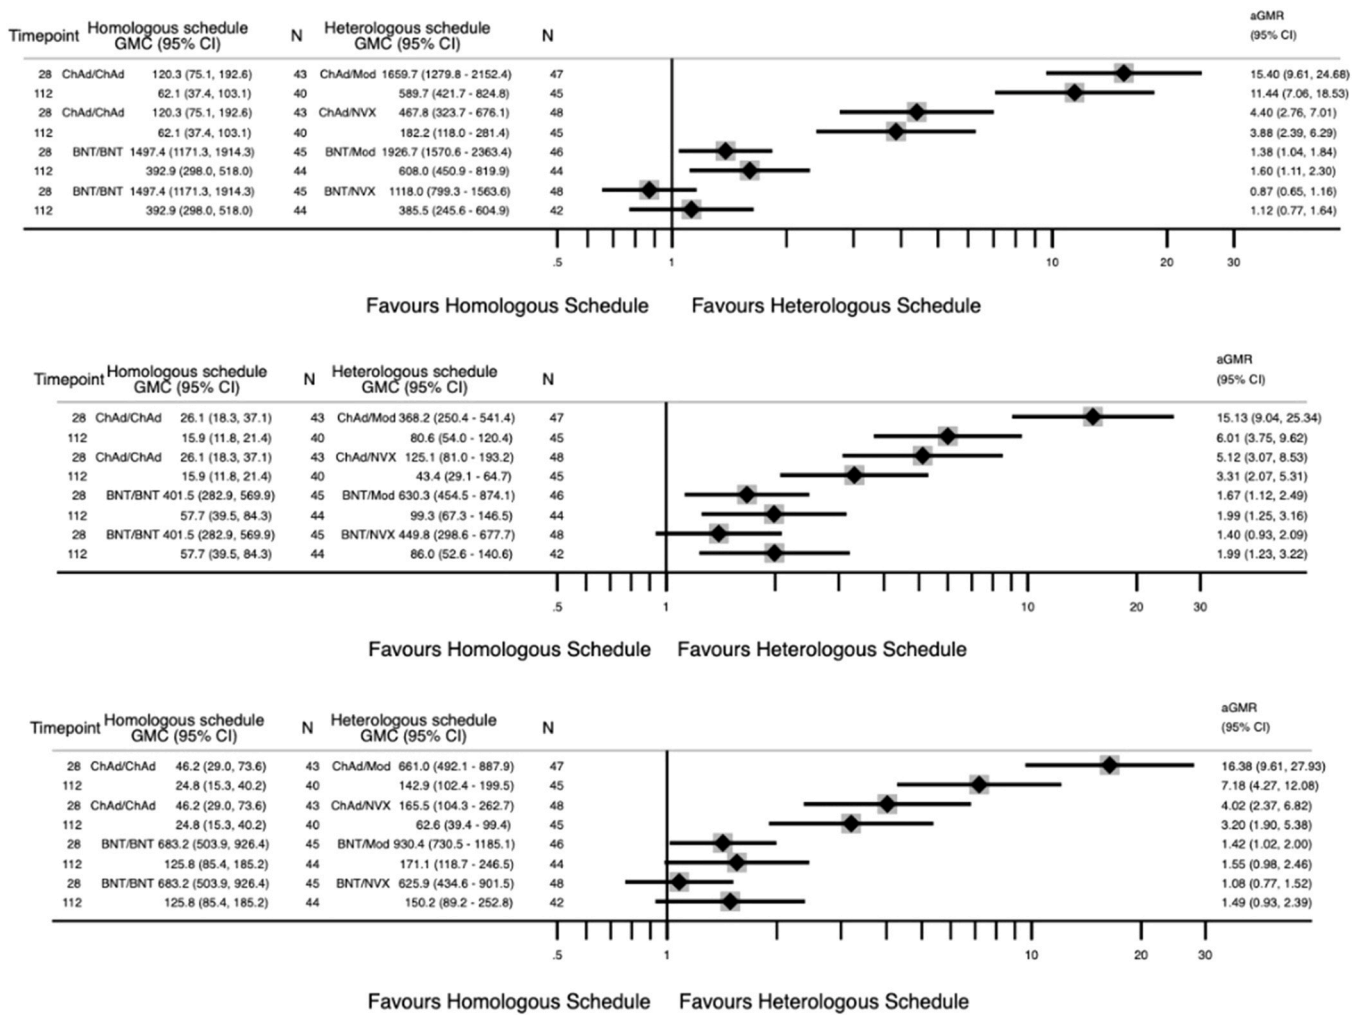 aGMR
Timepoint Homologous schedule GMC (95% CI) N Heterologous schedule GMC (95% CI) N (95% CI)
28 ChAd/ChAd 120.3 (75.1, 192.6) 43 ChAd/Mod 1659.7 (1279.8 - 2152.4) 47 15.40 (9.61, 24.68)
112 62.1 (37.4, 103.1) 40 589.7 (421.7 - 824.8) 45 11.44 (7.06, 18.53)
28 ChAd/ChAd 120.3 (75.1, 192.6) 43 ChAd/NVX 467.8 (323.7 - 676.1) 48 4.40 (2.76, 7.01)
112 62.1 (37.4, 103.1) 40 182.2 (118.0 - 281.4) 45 3.88 (2.39, 6.29)
28 BNT/BNT 1497.4 (1171.3, 1914.3) 45 BNT/Mod 1926.7 (1570.6 - 2363.4) 46 1.38 (1.04, 1.84)
112 392.9 (298.0, 518.0) 44 608.0 (450.9 - 819.9) 44 1.60 (1.11, 2.30)
28 BNT/BNT 1497.4 (1171.3, 1914.3) 45 BNT/NVX 1118.0 (799.3 - 1563.6) 48 0.87 (0.65, 1.16)
112 392.9 (298.0, 518.0) 44 385.5 (245.6 - 604.9) 42 1.12 (0.77, 1.64)
.5 1 10 20 30
Favours Homologous Schedule Favours Heterologous Schedule
aGMR
Timepoint Homologous schedule GMC (95% CI) N Heterologous schedule GMC (95% CI) N (95% CI)
28 ChAd/ChAd 26.1 (18.3, 37.1) 43 ChAd/Mod 368.2 (250.4 - 541.4) 47 15.13 (9.04, 25.34)
112 15.9 (11.8, 21.4) 40 80.6 (54.0 - 120.4) 45 6.01 (3.75, 9.62)
28 ChAd/ChAd 26.1 (18.3, 37.1) 43 ChAd/NVX 125.1 (81.0 - 193.2) 48 5.12 (3.07, 8.53)
112 15.9 (11.8, 21.4) 40 43.4 (29.1 - 64.7) 45 3.31 (2.07, 5.31)
28 BNT/BNT 401.5 (282.9, 569.9) 45 BNT/Mod 630.3 (454.5 - 874.1) 46 1.67 (1.12, 2.49)
112 57.7 (39.5, 84.3) 44 99.3 (67.3 - 146.5) 44 1.99 (1.25, 3.16)
28 BNT/BNT 401.5 (282.9, 569.9) 45 BNT/NVX 449.8 (298.6 - 677.7) 48 1.40 (0.93, 2.09)
112 57.7 (39.5, 84.3) 44 86.0 (52.6 - 140.6) 42 1.99 (1.23, 3.22)
.5 1 10 20 30
Favours Homologous Schedule Favours Heterologous Schedule
aGMR
Timepoint Homologous schedule GMC (95% CI) N Heterologous schedule GMC (95% CI) N (95% CI)
28 ChAd/ChAd 46.2 (29.0, 73.6) 43 ChAd/Mod 661.0 (492.1 - 887.9) 47 16.38 (9.61, 27.93)
112 24.8 (15.3, 40.2) 40 142.9 (102.4 - 199.5) 45 7.18 (4.27, 12.08)
28 ChAd/ChAd 46.2 (29.0, 73.6) 43 ChAd/NVX 165.5 (104.3 - 262.7) 48 4.02 (2.37, 6.82)
112 24.8 (15.3, 40.2) 40 62.6 (39.4 - 99.4) 45 3.20 (1.90, 5.38)
28 BNT/BNT 683.2 (503.9, 926.4) 45 BNT/Mod 930.4 (730.5 - 1185.1) 46 1.42 (1.02, 2.00)
112 125.8 (85.4, 185.2) 44 171.1 (118.7 - 246.5) 44 1.55 (0.98, 2.46)
28 BNT/BNT 683.2 (503.9, 926.4) 45 BNT/NVX 625.9 (434.6 - 901.5) 48 1.08 (0.77, 1.52)
112 125.8 (85.4, 185.2) 44 150.2 (89.2 - 252.8) 42 1.49 (0.93, 2.39)
.5 1 10 20 30
Favours Homologous Schedule Favours Heterologous Schedule